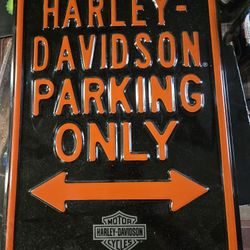 HARLEY-
DAVIDSON®
PARKING
ONLY
MOTOR
HARLEY-DAVIDSON
CYCLES